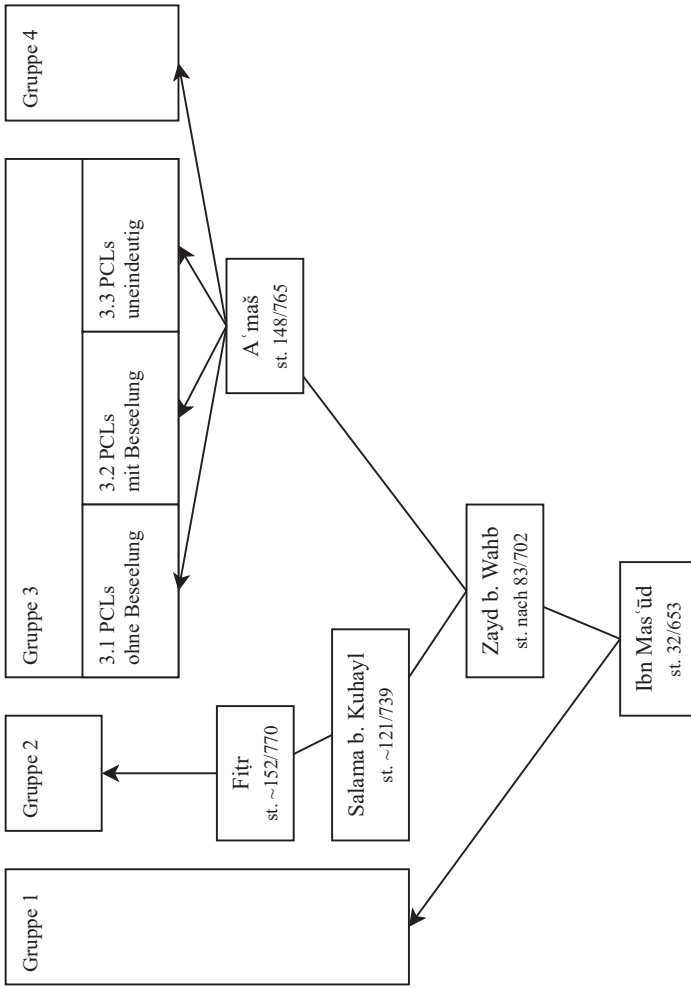 Gruppe 1
Gruppe 2
Gruppe 3
3.1 PCLs
ohne Beseelung
3.2 PCLs
mit Beseelung
3.3 PCLs
uneindeutig
Gruppe 4
Fiṭr
st. ~152/770
Aʿmaš
st. 148/765
Salama b. Kuhayl
st. ~121/739
Zayd b. Wahb
st. nach 83/702
Ibn Masʿūd
st. 32/653